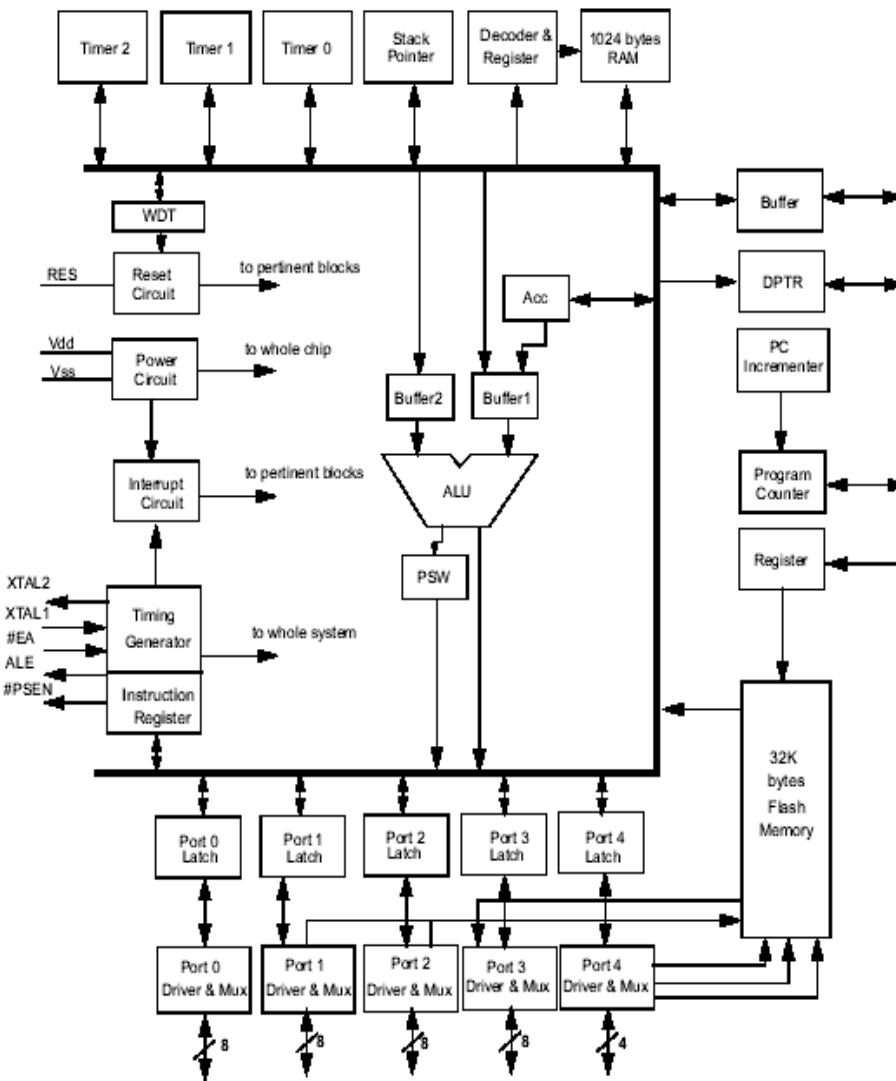 Timer 2
Timer 1
Timer 0
Stack
Pointer
Decoder &
Register
1024 bytes
RAM
WDT
Buffer
RES
Reset
Circuit
to pertinent blocks
Acc
DPTR
Vdd
Vss
Power
Circuit
to whole chip
PC
Incrementer
Buffer2
Buffer1
Interrupt
Circuit
to pertinent blocks
ALU
Program
Counter
PSW
Register
XTAL2
XTAL1
#EA
ALE
#PSEN
Timing
Generator
to whole system
Instruction
Register
32K
bytes
Flash
Memory
Port 0
Latch
Port 1
Latch
Port 2
Latch
Port 3
Latch
Port 4
Latch
Port 0
Driver & Mux
Port 1
Driver & Mux
Port 2
Driver & Mux
Port 3
Driver & Mux
Port 4
Driver & Mux
8
8
8
8
4